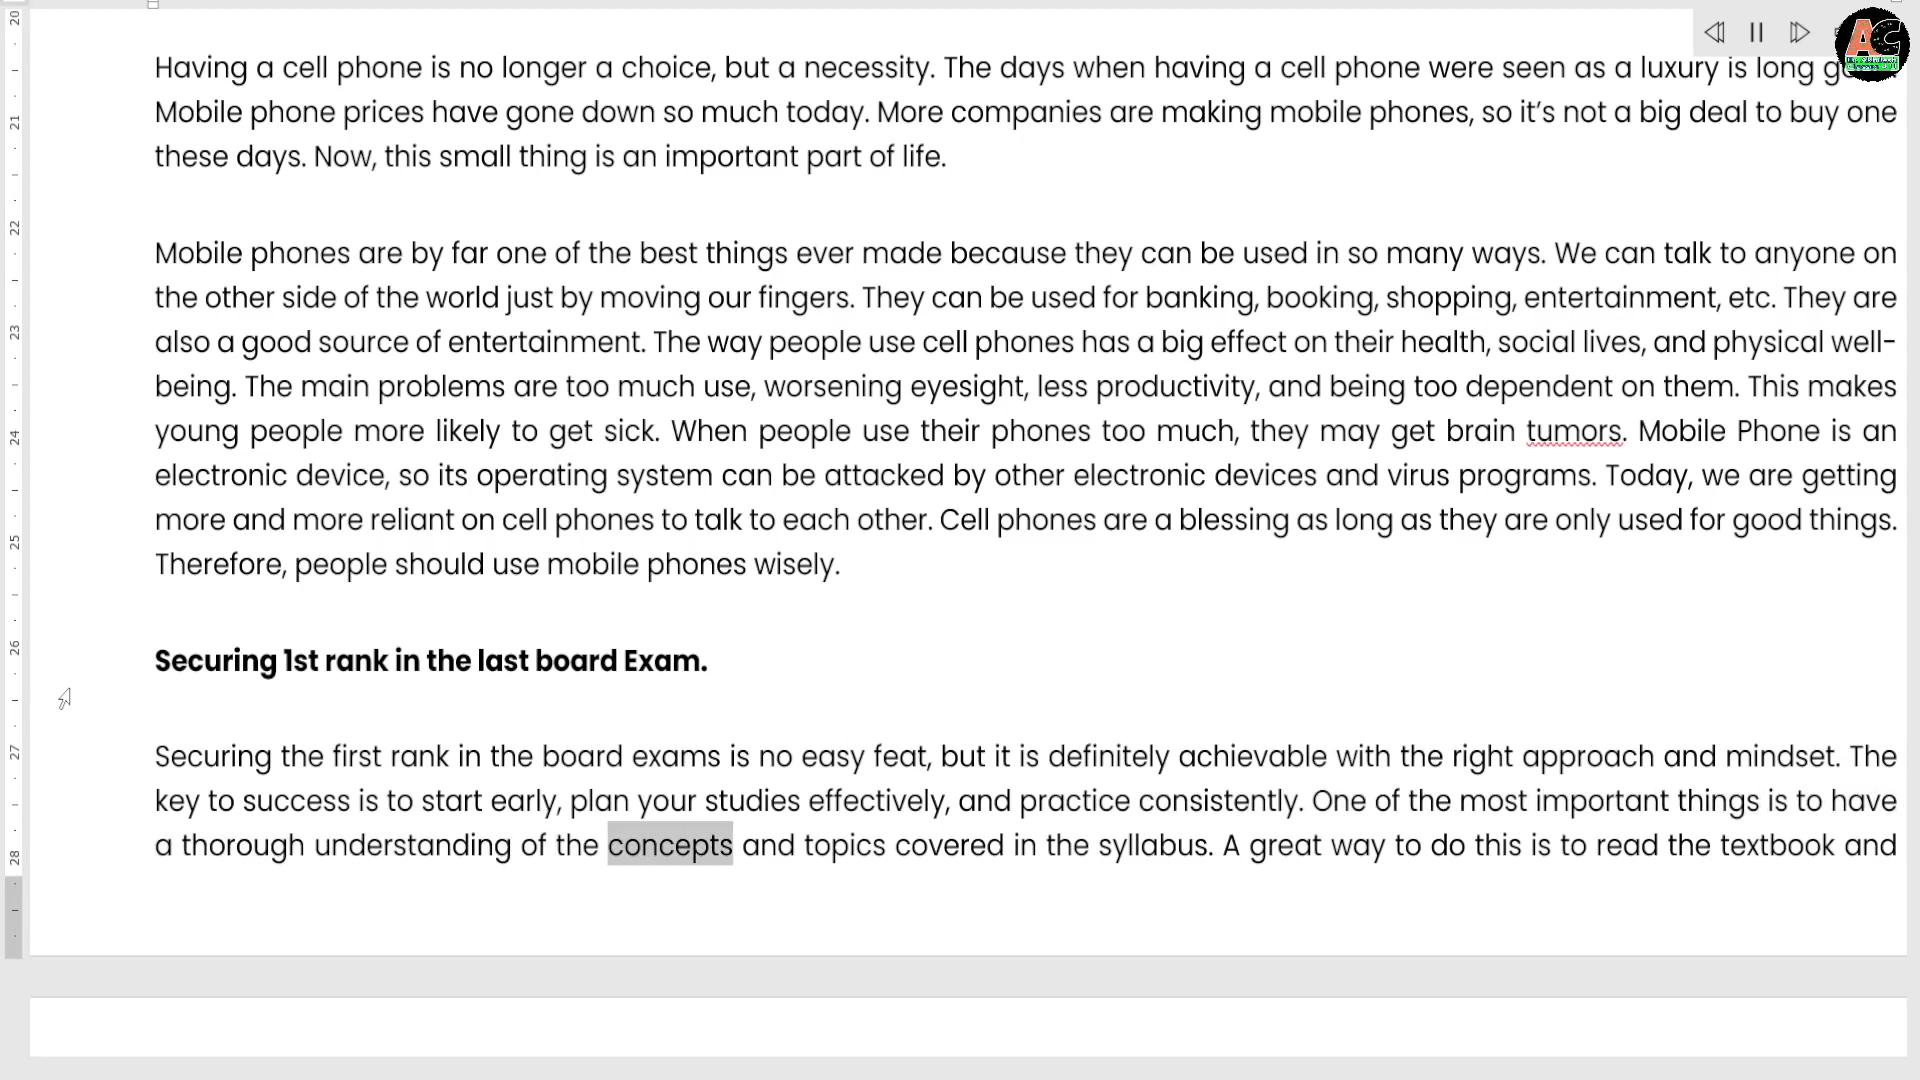 Having a cell phone is no longer a choice, but a necessity. The days when having a cell phone were seen as a luxury is long
Mobile phone prices have gone down so much today. More companies are making mobile phones, so it’s not a big deal to buy one
these days. Now, this small thing is an important part of life.
Mobile phones are by far one of the best things ever made because they can be used in so many ways. We can talk to anyone on
the other side of the world just by moving our fingers. They can be used for banking, booking, shopping, entertainment, etc. They are
also a good source of entertainment. The way people use cell phones has a big effect on their health, social lives, and physical well-
being. The main problems are too much use, worsening eyesight, less productivity, and being too dependent on them. This makes
young people more likely to get sick. When people use their phones too much, they may get brain tumors. Mobile Phone is an
electronic device, so its operating system can be attacked by other electronic devices and virus programs. Today, we are getting
more and more reliant on cell phones to talk to each other. Cell phones are a blessing as long as they are only used for good things.
Therefore, people should use mobile phones wisely.
Securing 1st rank in the last board Exam.
Securing the first rank in the board exams is no easy feat, but it is definitely achievable with the right approach and mindset. The
key to success is to start early, plan your studies effectively, and practice consistently. One of the most important things is to have
a thorough understanding of the concepts and topics covered in the syllabus. A great way to do this is to read the textbook and
20
21
22
23
24
25
26
27
28
AC